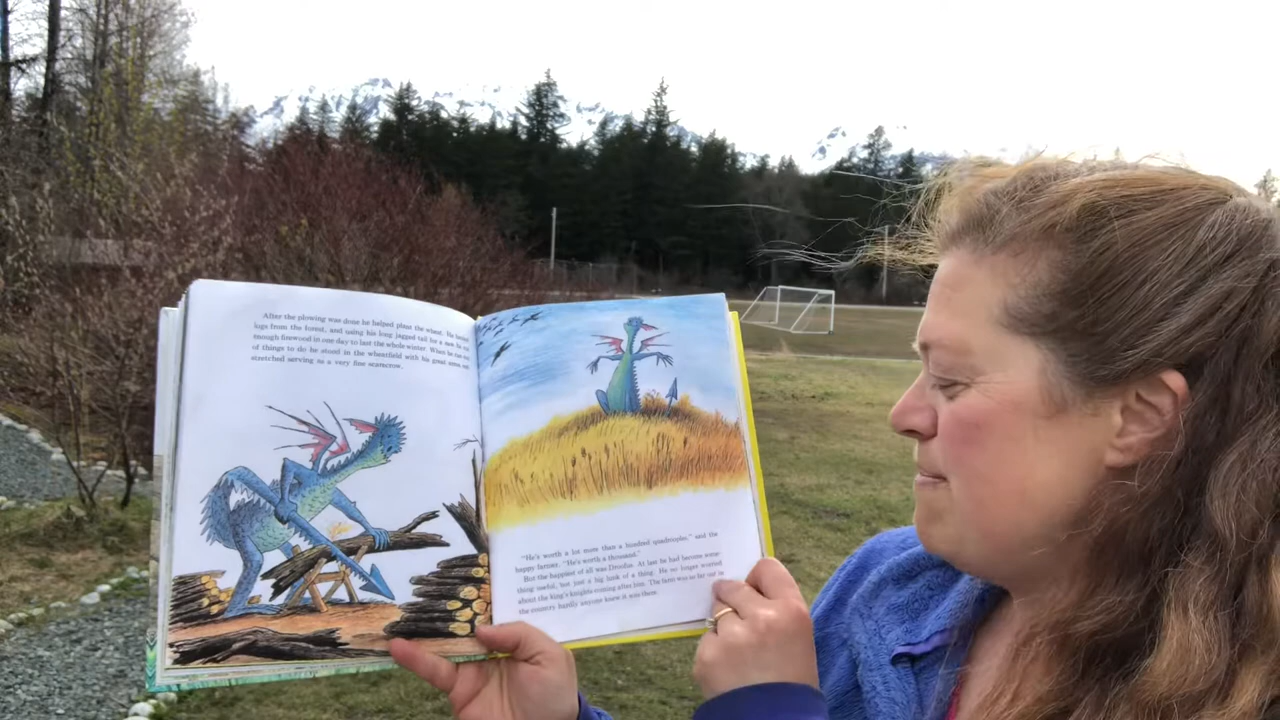 After the plowing was done he helped plant the wheat. He hauled
logs from the forest, and using his long jagged tail for a saw, he cut
enough firewood in one day to last the whole winter. When he ran out
of things to do he stood in the wheatfield with his great arms out-
stretched serving as a very fine scarecrow.
"He's worth a lot more than a hundred quadrooples," said the
happy farmer. "He's worth a thousand."
But the happiest of all was Droofus. At last he had become some-
thing useful, not just a big hunk of a thing. He no longer worried
about the king's knights coming after him. The farm was so far out in
the country hardly anyone knew it was there.